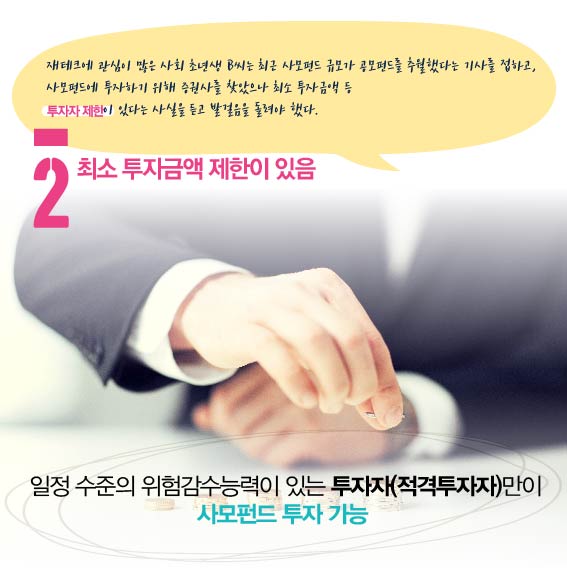 재테크에 관심이 많은 사회 초년생 B씨는 최근 사모펀드 규모가 공모펀드를 추월했다는 기사를 접하고,
사모펀드에 투자하기 위해 증권사를 찾았으나 최소 투자금액 등
투자자 제한이 있다는 사실을 듣고 발걸음을 돌려야 했다.
2 최소 투자금액 제한이 있음
일정 수준의 위험감수능력이 있는 투자자(적격투자자)만이
사모펀드 투자 가능